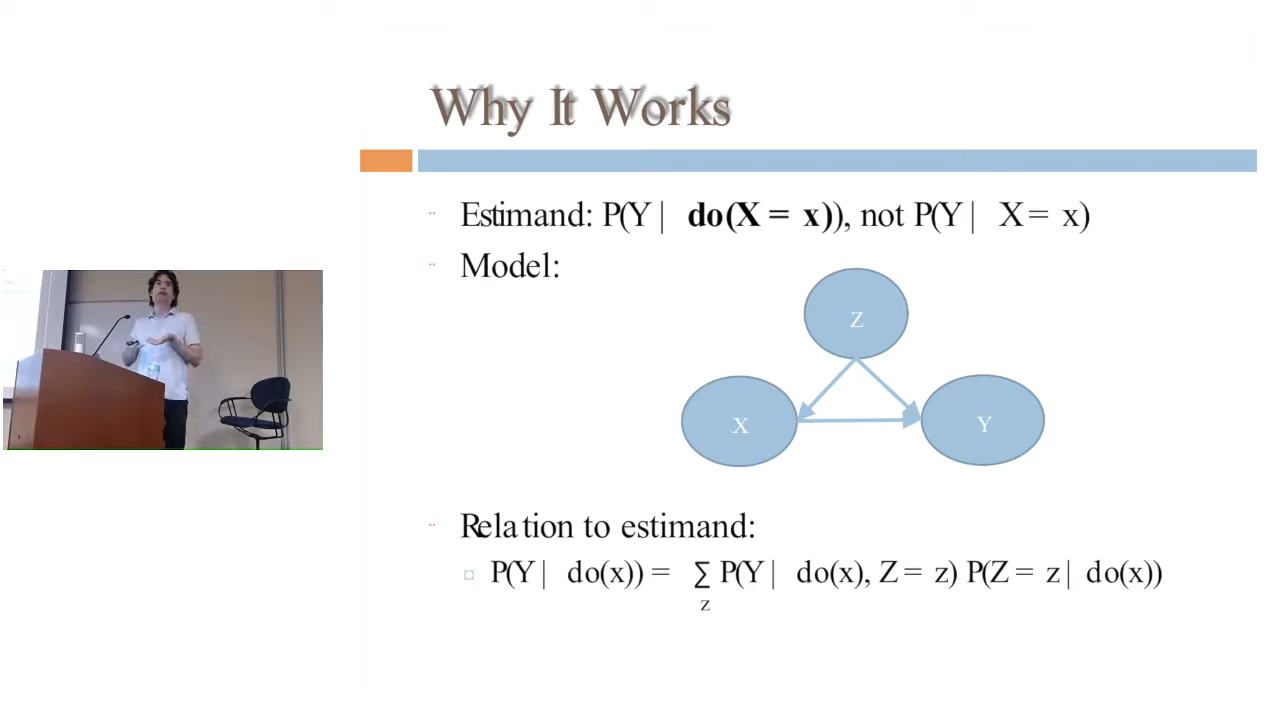 Why It Works
Estimand: P(Y | do(X = x)), not P(Y | X = x)
Model:
Z
X
Y
Relation to estimand:
P(Y | do(x)) = ∑ P(Y | do(x), Z = z) P(Z = z | do(x))
z